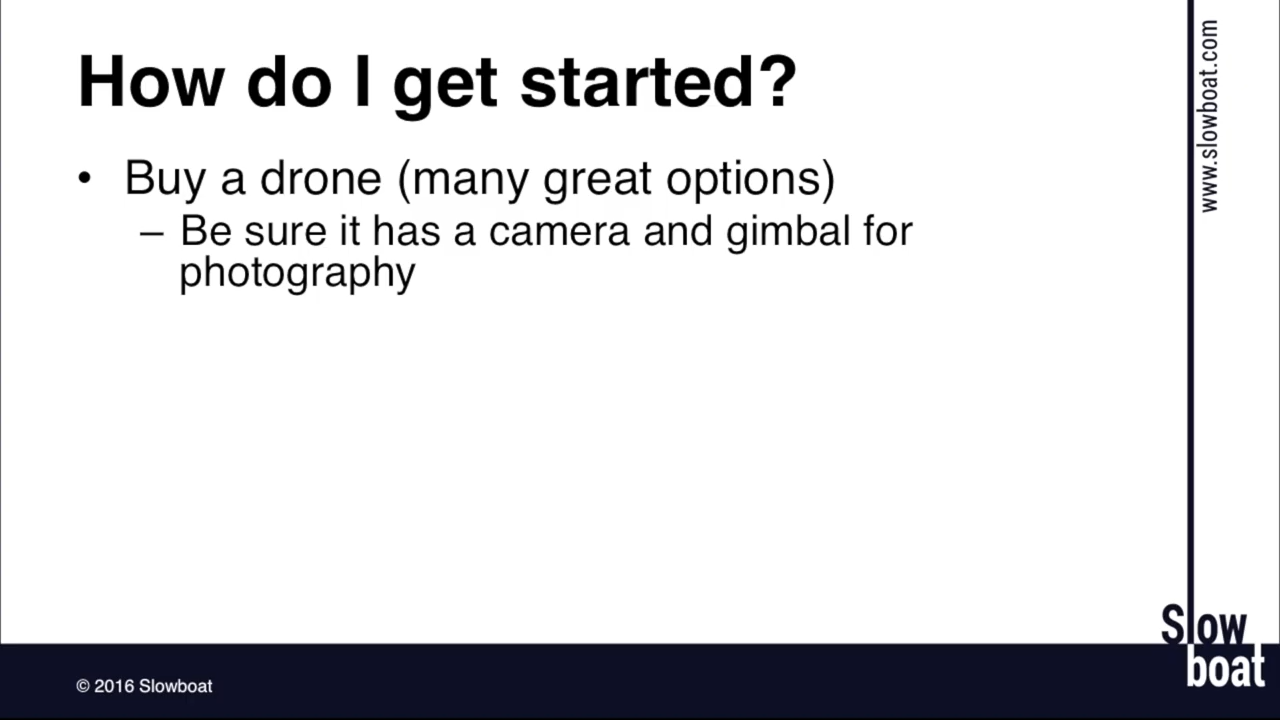 How do I get started?
• Buy a drone (many great options)
– Be sure it has a camera and gimbal for
photography
www.slowboat.com
Slow
boat
© 2016 Slowboat